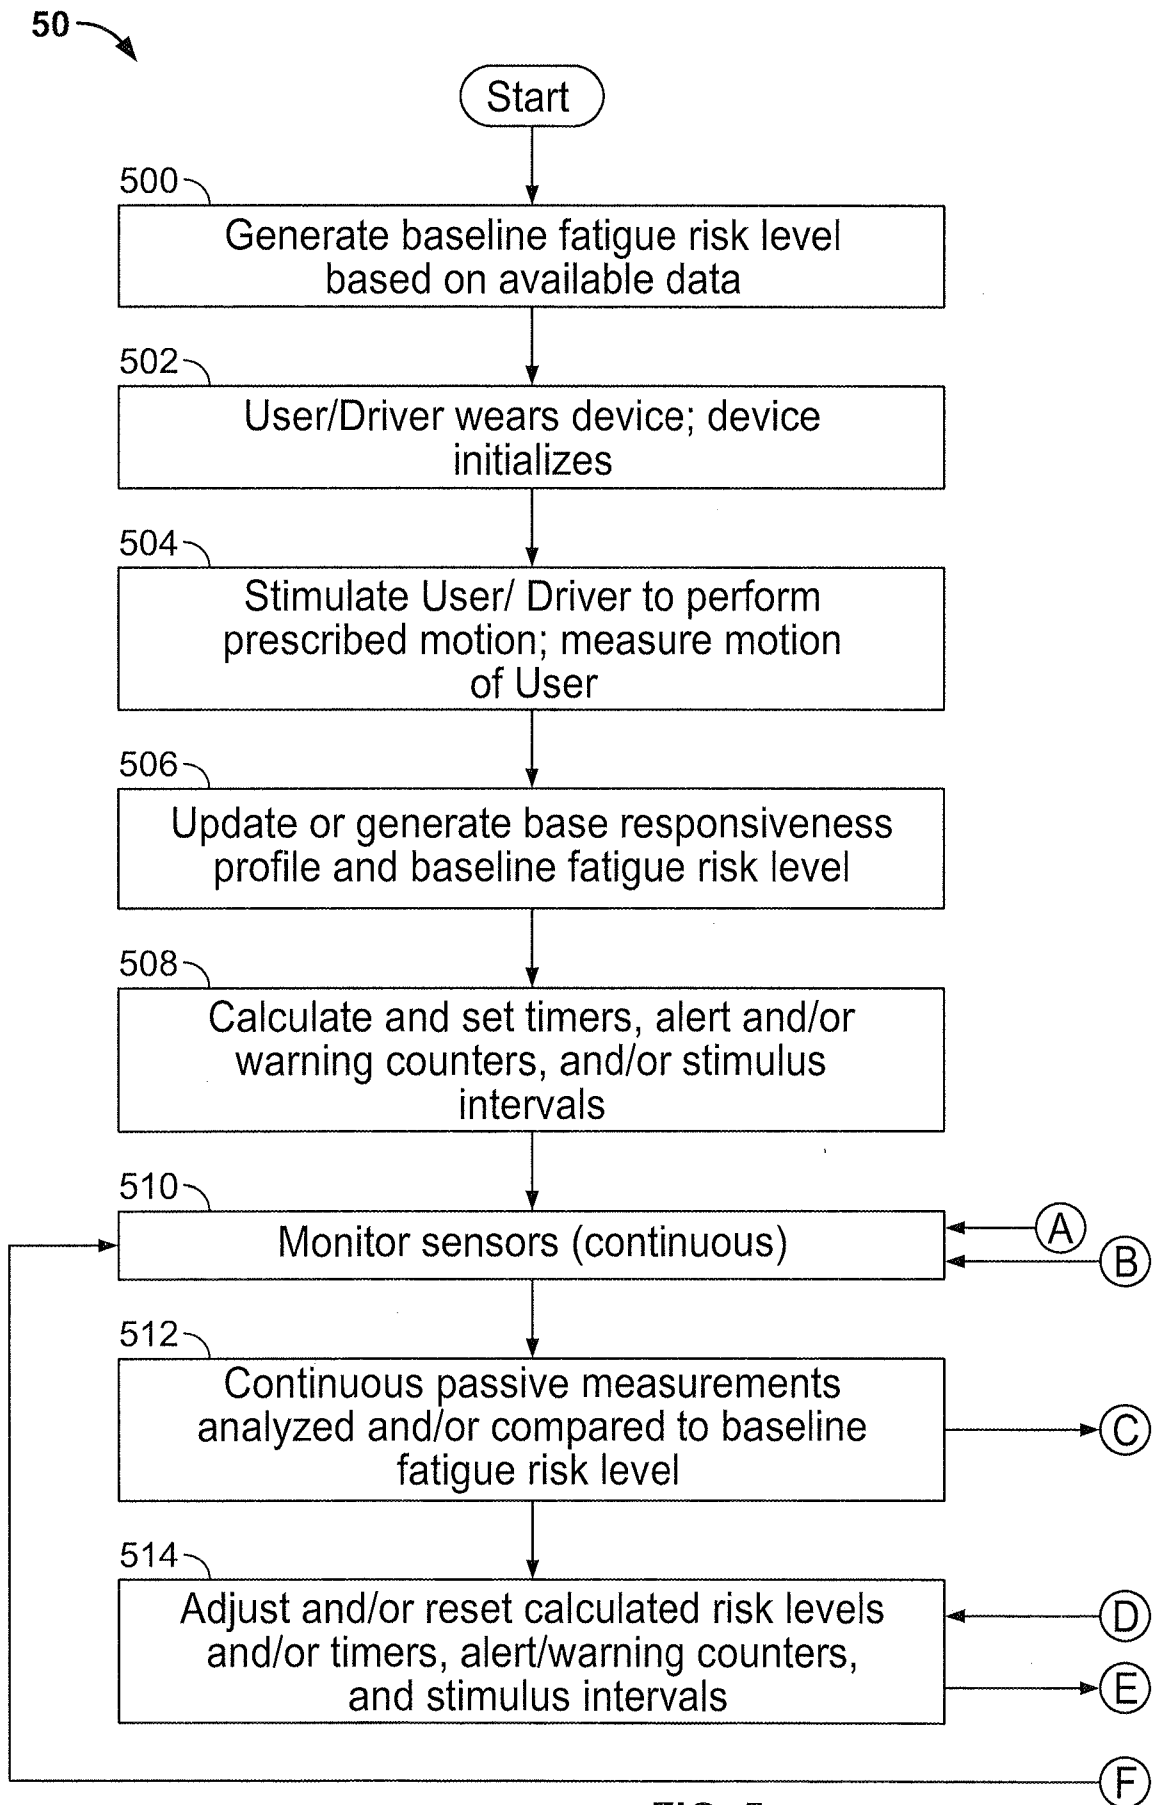 50
Start
500
Generate baseline fatigue risk level
based on available data
502
User/Driver wears device; device
initializes
504
Stimulate User/ Driver to perform
prescribed motion; measure motion
of User
506
Update or generate base responsiveness
profile and baseline fatigue risk level
508
Calculate and set timers, alert and/or
warning counters, and/or stimulus
intervals
510
Monitor sensors (continuous)
A
B
512
Continuous passive measurements
analyzed and/or compared to baseline
fatigue risk level
C
514
Adjust and/or reset calculated risk levels
and/or timers, alert/warning counters,
and stimulus intervals
D
E
F